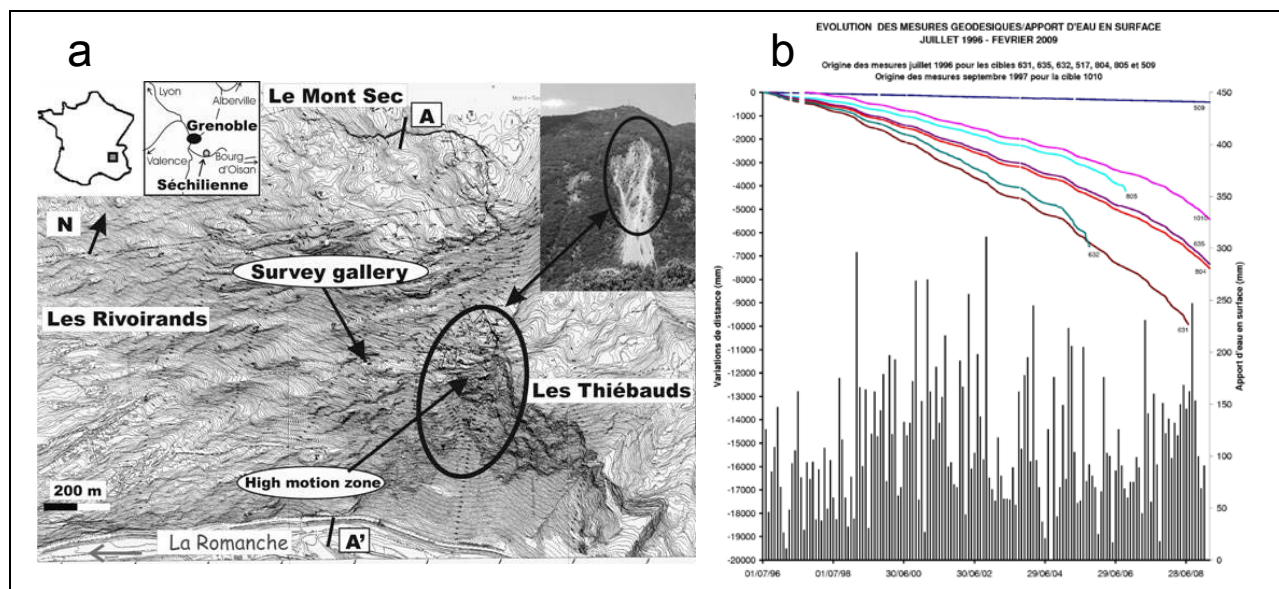 a
Lyon
Alberville
Grenoble
Valence
Bourg
d'Oisan
Séchilienne
Le Mont Sec
A
N
Survey gallery
Les Rivoirands
Les Thiébauds
High motion zone
200 m
La Romanche
A'
b
EVOLUTION DES MESURES GEODESIQUES/APPORT D'EAU EN SURFACE
JUILLET 1996 - FEVRIER 2009
Origine des mesures juillet 1996 pour les cibles 631, 635, 632, 517, 804, 805 et 509
Origine des mesures septembre 1997 pour la cible 1010
Variations de distance (mm)
0
-1000
-2000
-3000
-4000
-5000
-6000
-7000
-8000
-9000
-10000
-11000
-12000
-13000
-14000
-15000
-16000
-17000
-18000
-19000
-20000
509
805
1010
635
632
804
631
450
400
350
300
250
200
150
100
50
0
Apport d'eau en surface (mm)
01/07/96
01/07/98
30/06/00
30/06/02
29/06/04
29/06/06
28/06/08